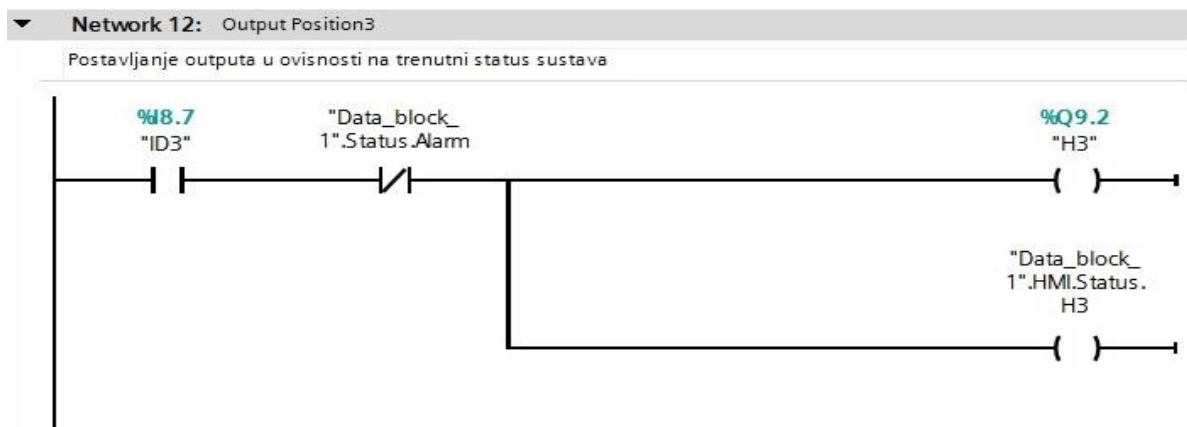 Network 12: Output Position3
Postavljanje outputa u ovisnosti na trenutni status sustava
%I8.7
"ID3"
"Data_block_
1".Status.Alarm
%Q9.2
"H3"
"Data_block_
1".HMI.Status.
H3